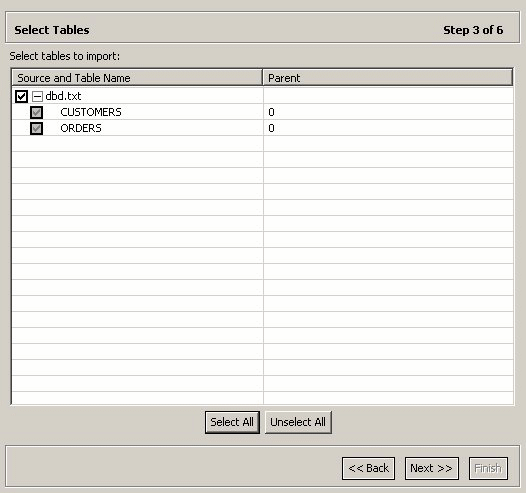 Select Tables Step 3 of 6
Select tables to import:
Source and Table Name Parent
dbd.txt
CUSTOMERS 0
ORDERS 0
Select All Unselect All
<< Back Next >> Finish